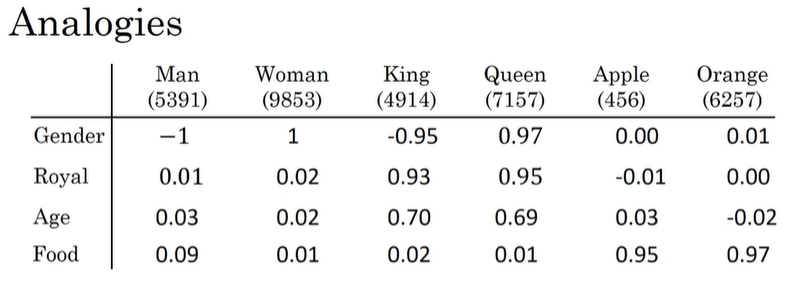 Analogies
Man Woman King Queen Apple Orange
(5391) (9853) (4914) (7157) (456) (6257)
Gender −1 1 -0.95 0.97 0.00 0.01
Royal 0.01 0.02 0.93 0.95 -0.01 0.00
Age 0.03 0.02 0.70 0.69 0.03 -0.02
Food 0.09 0.01 0.02 0.01 0.95 0.97